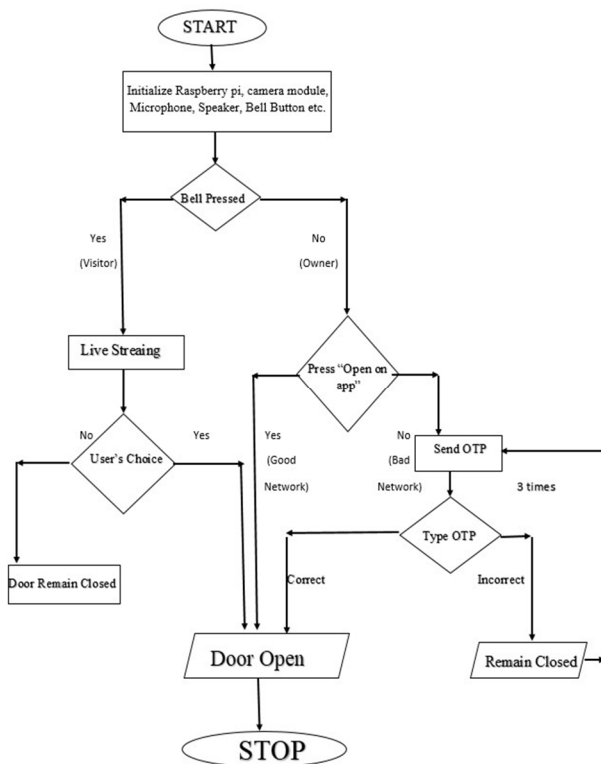 START
Initialize Raspberry pi, camera module,
Microphone, Speaker, Bell Button etc.
Bell Pressed
Yes
(Visitor)
No
(Owner)
Live Streaing
Press “Open on
app”
No
User's Choice
Yes
Yes
(Good
Network)
No
(Bad
Network)
Send OTP
3 times
Type OTP
Door Remain Closed
Correct
Incorrect
Door Open
Remain Closed
STOP